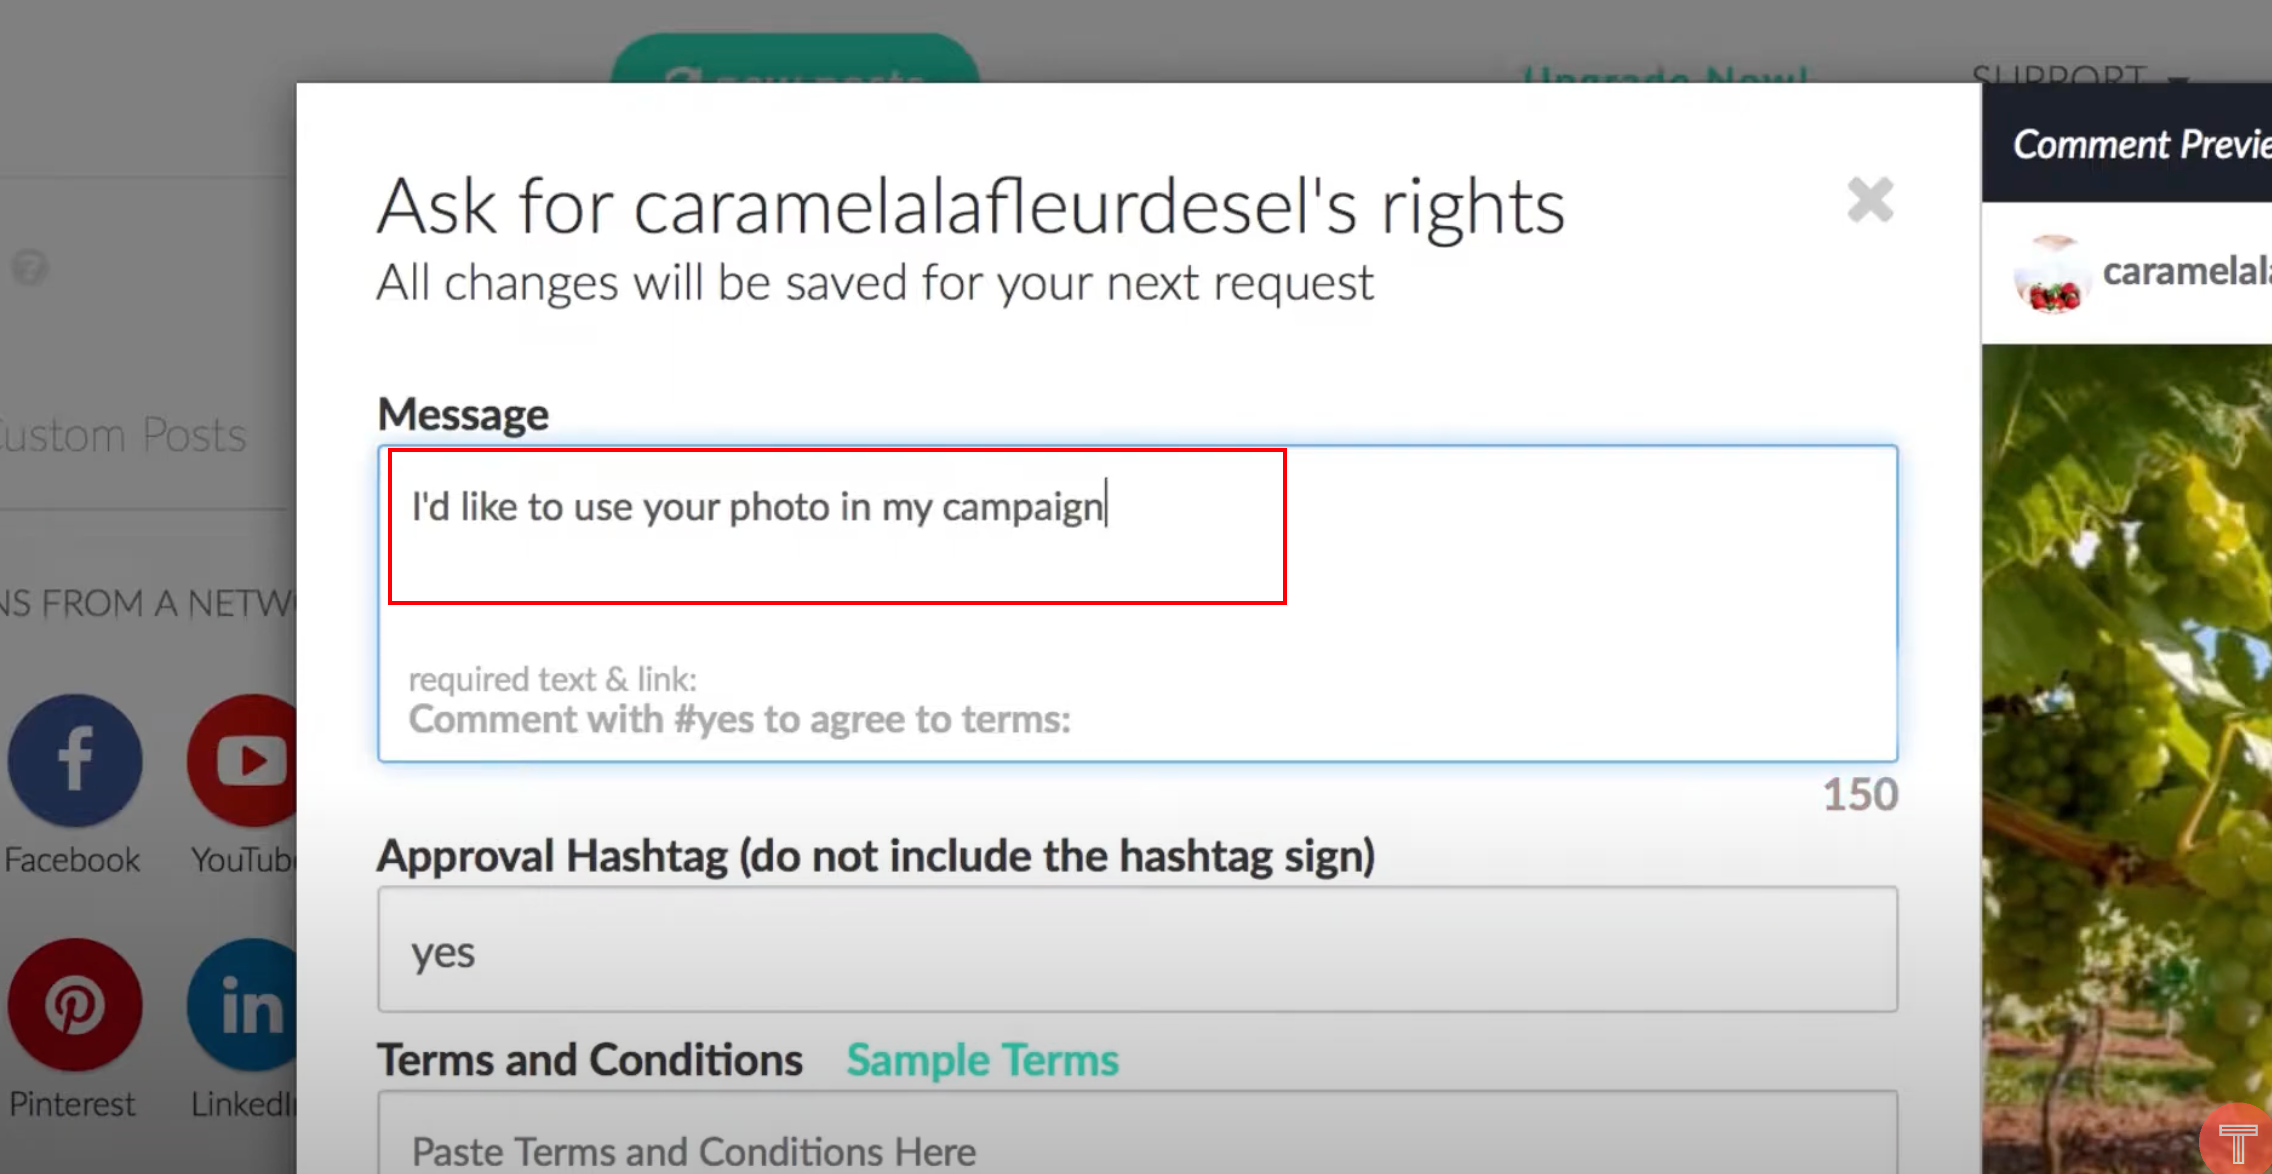 new posts
Upgrade Now!
SUPPORT
Ask for caramelalafleurdesel's rights
All changes will be saved for your next request
Message
I'd like to use your photo in my campaign
required text & link:
Comment with #yes to agree to terms:
150
Approval Hashtag (do not include the hashtag sign)
yes
Terms and Conditions Sample Terms
Paste Terms and Conditions Here
Comment Previe
caramelala
?
Custom Posts
NS FROM A NETW
Facebook
YouTub
Pinterest
LinkedI